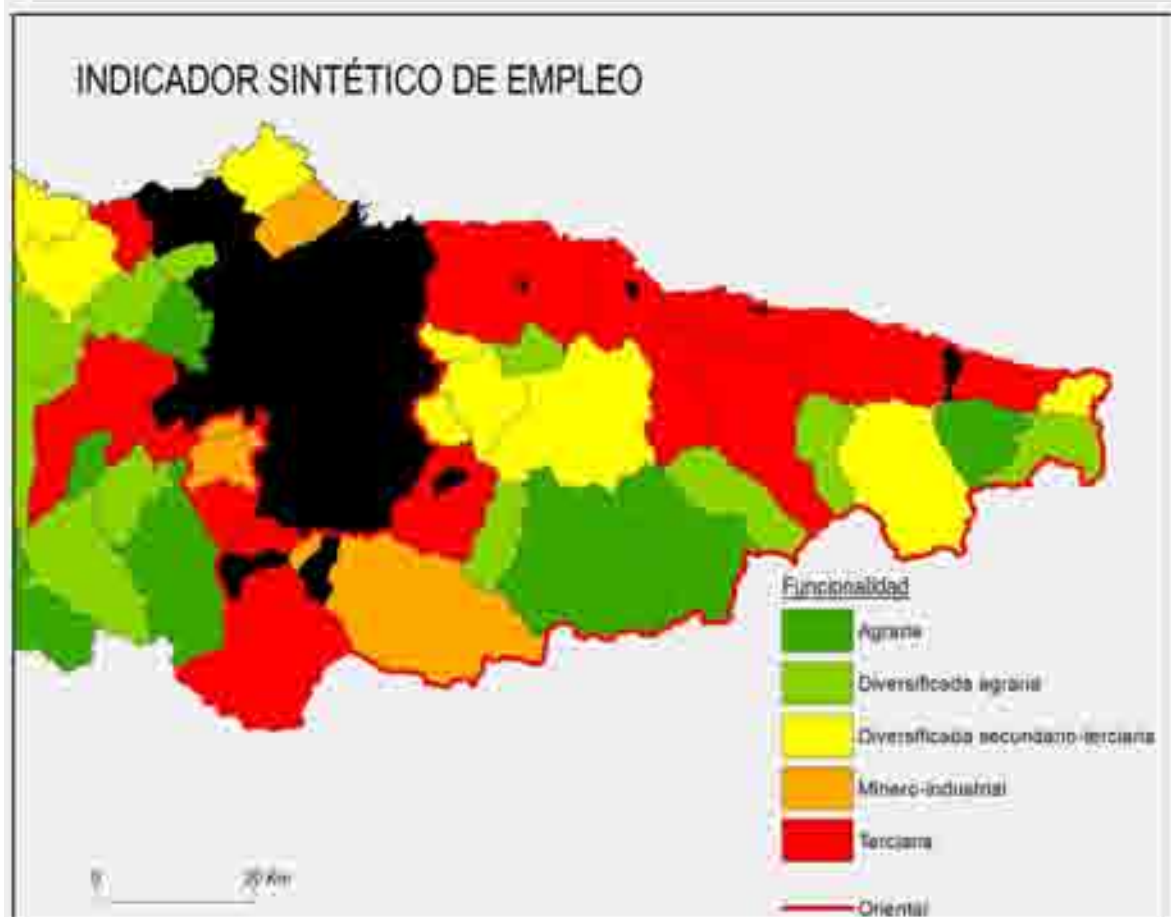 INDICADOR SINTÉTICO DE EMPLEO
Funcionalidad
Agraria
Diversificada agraria
Diversificada secundario-terciaria
Minero-industrial
Terciaria
0 20 Km
Oriental